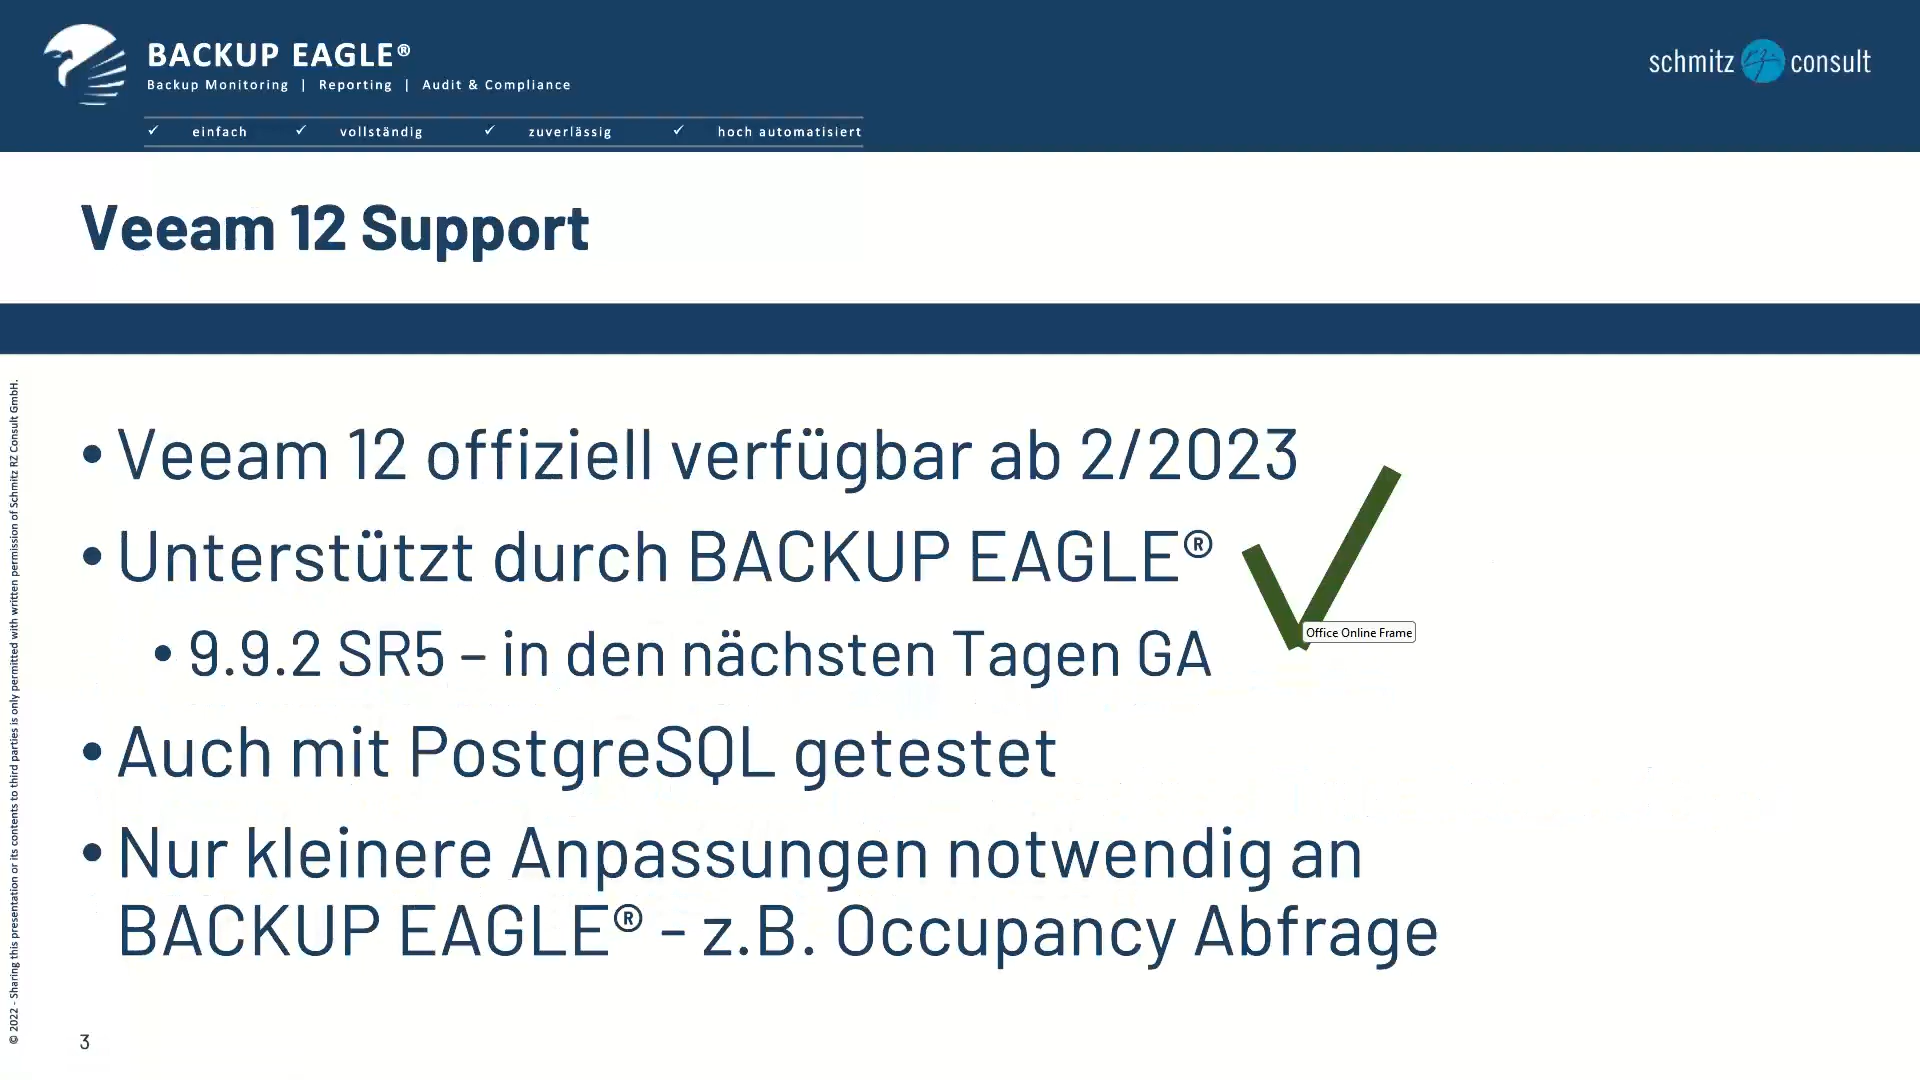 BACKUP EAGLE®
Backup Monitoring | Reporting | Audit & Compliance
✓ einfach ✓ vollständig ✓ zuverlässig ✓ hoch automatisiert
schmitz rz consult
Veeam 12 Support
• Veeam 12 offiziell verfügbar ab 2/2023
• Unterstützt durch BACKUP EAGLE®
• 9.9.2 SR5 – in den nächsten Tagen GA
Office Online Frame
• Auch mit PostgreSQL getestet
• Nur kleinere Anpassungen notwendig an
BACKUP EAGLE® - z.B. Occupancy Abfrage
© 2022 - Sharing this presentation or its contents to third parties is only permitted with written permission of Schmitz RZ Consult GmbH.
3